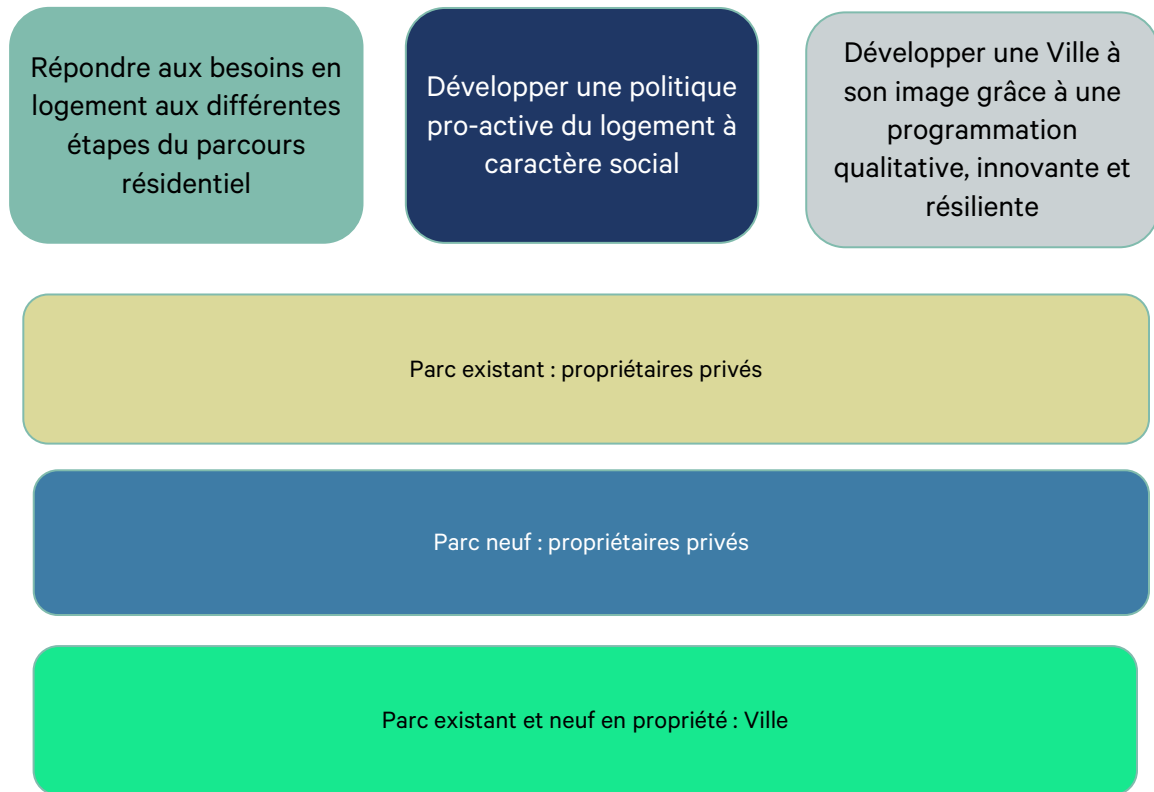 Répondre aux besoins en
logement aux différentes
étapes du parcours
résidentiel
Développer une politique
pro-active du logement à
caractère social
Développer une Ville à
son image grâce à une
programmation
qualitative, innovante et
résiliente
Parc existant : propriétaires privés
Parc neuf : propriétaires privés
Parc existant et neuf en propriété : Ville